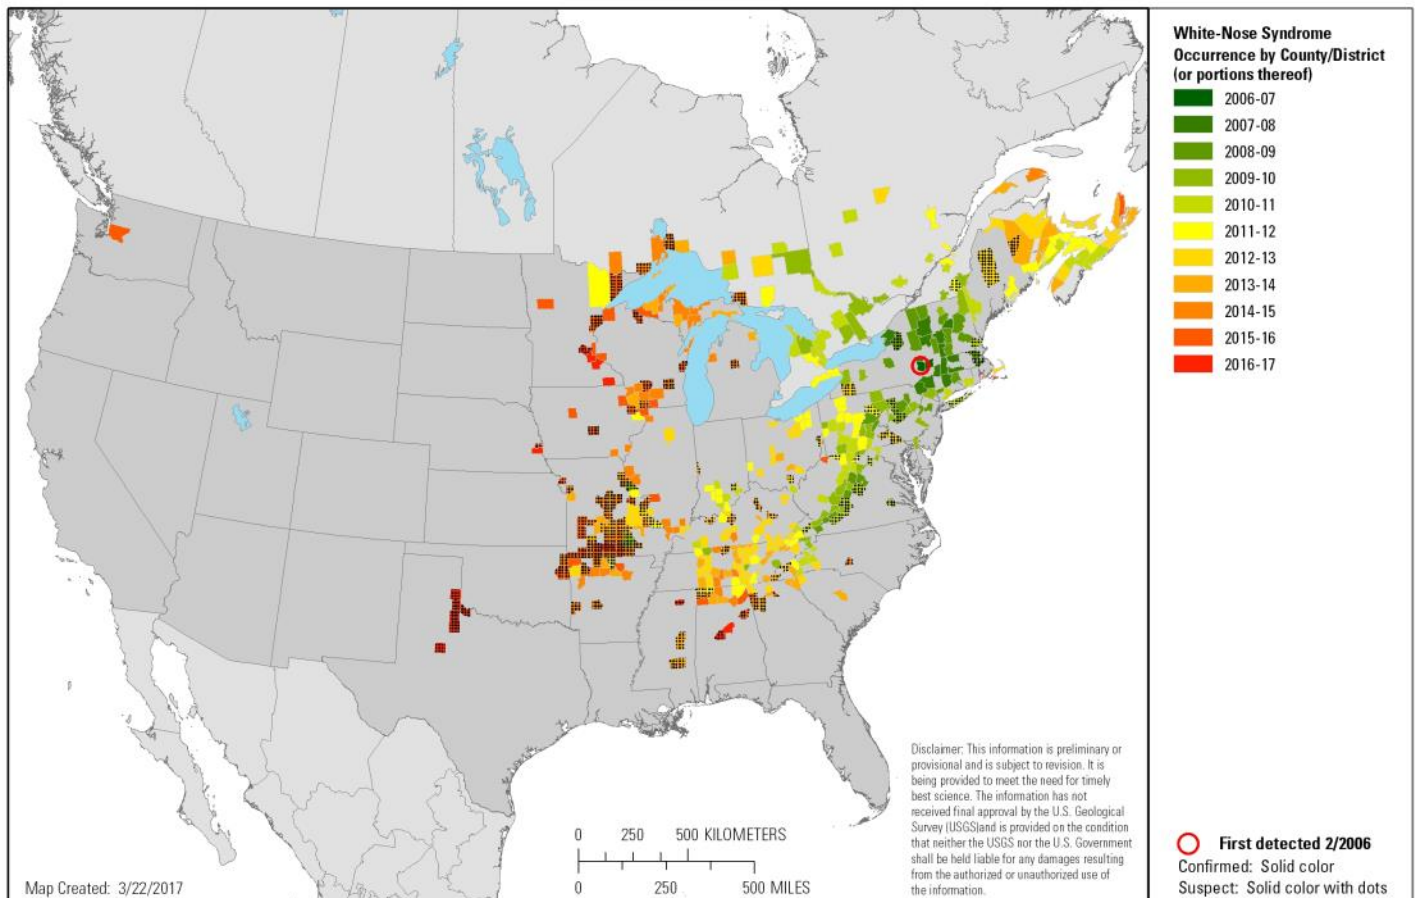 White-Nose Syndrome
Occurrence by County/District
(or portions thereof)
2006-07
2007-08
2008-09
2009-10
2010-11
2011-12
2012-13
2013-14
2014-15
2015-16
2016-17
Disclaimer: This information is preliminary or
provisional and is subject to revision. It is
being provided to meet the need for timely
best science. The information has not
received final approval by the U.S. Geological
Survey (USGS)and is provided on the condition
that neither the USGS nor the U.S. Government
shall be held liable for any damages resulting
from the authorized or unauthorized use of
the information.
0 250 500 KILOMETERS
0 250 500 MILES
Map Created: 3/22/2017
First detected 2/2006
Confirmed: Solid color
Suspect: Solid color with dots